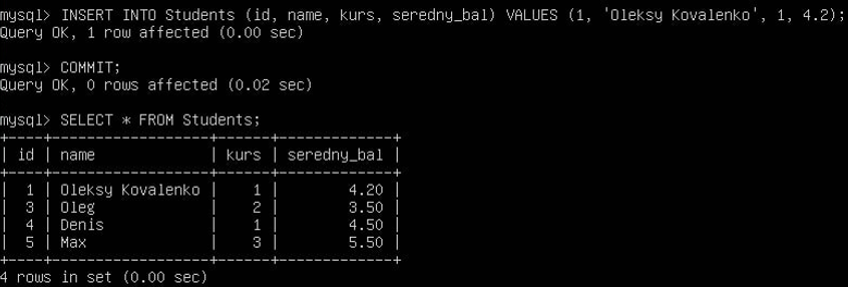 mysql> INSERT INTO Students (id, name, kurs, seredny_bal) VALUES (1, 'Oleksy Kovalenko', 1, 4.2);
Query OK, 1 row affected (0.00 sec)
mysql> COMMIT;
Query OK, 0 rows affected (0.02 sec)
mysql> SELECT * FROM Students;
+----+------------------+------+-------------+
| id | name             | kurs | seredny_bal |
+----+------------------+------+-------------+
|  1 | Oleksy Kovalenko |    1 |        4.20 |
|  3 | Oleg             |    2 |        3.50 |
|  4 | Denis            |    1 |        4.50 |
|  5 | Max              |    3 |        5.50 |
+----+------------------+------+-------------+
4 rows in set (0.00 sec)